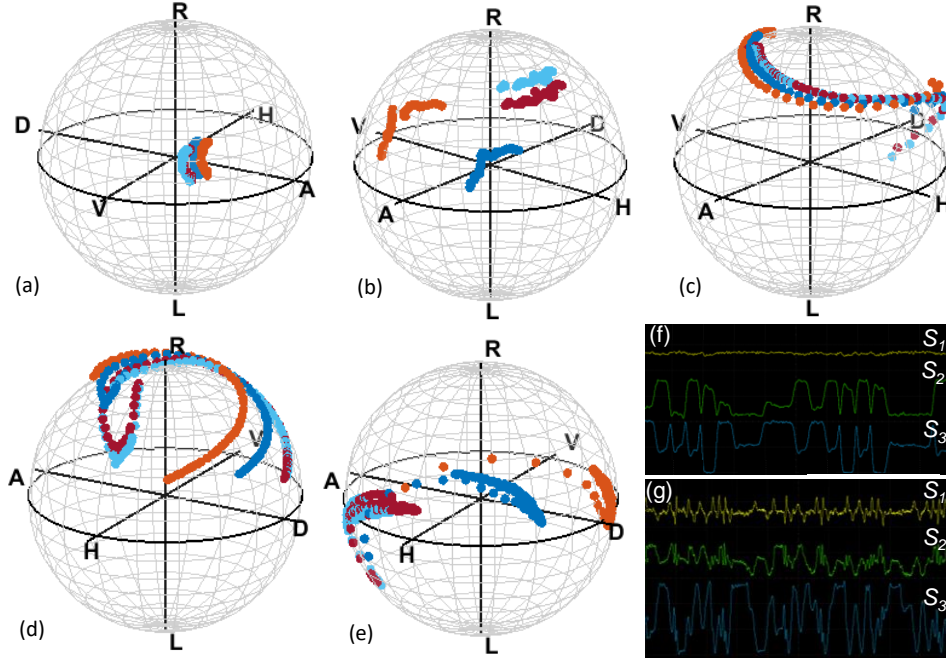 R
D
H
V
A
L
(a)
R
V
D
A
H
L
(b)
R
V
D
A
H
L
(c)
R
A
V
H
D
L
(d)
R
A
V
H
D
L
(e)
(f)
S1
S2
S3
(g)
S1
S2
S3